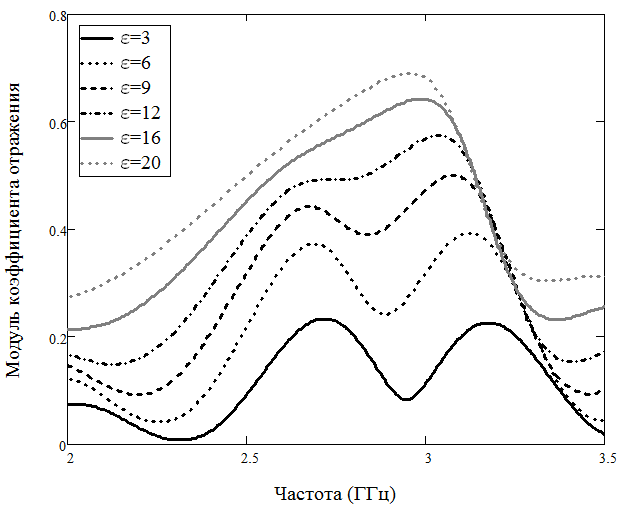 0.8
ε=3
ε=6
ε=9
ε=12
ε=16
ε=20
0.6
0.4
0.2
0
2
2.5
3
3.5
Модуль коэффициента отражения
Частота (ГГц)